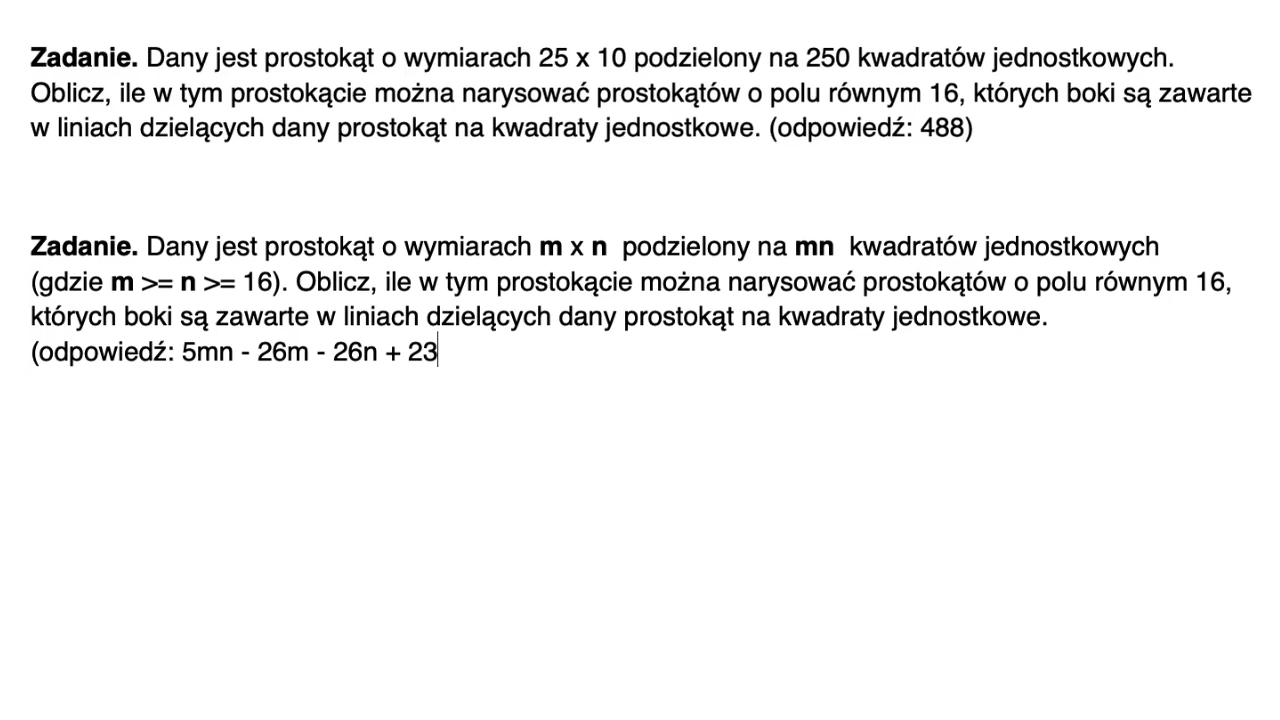 Zadanie. Dany jest prostokąt o wymiarach 25 x 10 podzielony na 250 kwadratów jednostkowych.
Oblicz, ile w tym prostokącie można narysować prostokątów o polu równym 16, których boki są zawarte
w liniach dzielących dany prostokąt na kwadraty jednostkowe. (odpowiedź: 488)
Zadanie. Dany jest prostokąt o wymiarach m x n podzielony na mn kwadratów jednostkowych
(gdzie m >= n >= 16). Oblicz, ile w tym prostokącie można narysować prostokątów o polu równym 16,
których boki są zawarte w liniach dzielących dany prostokąt na kwadraty jednostkowe.
(odpowiedź: 5mn - 26m - 26n + 23